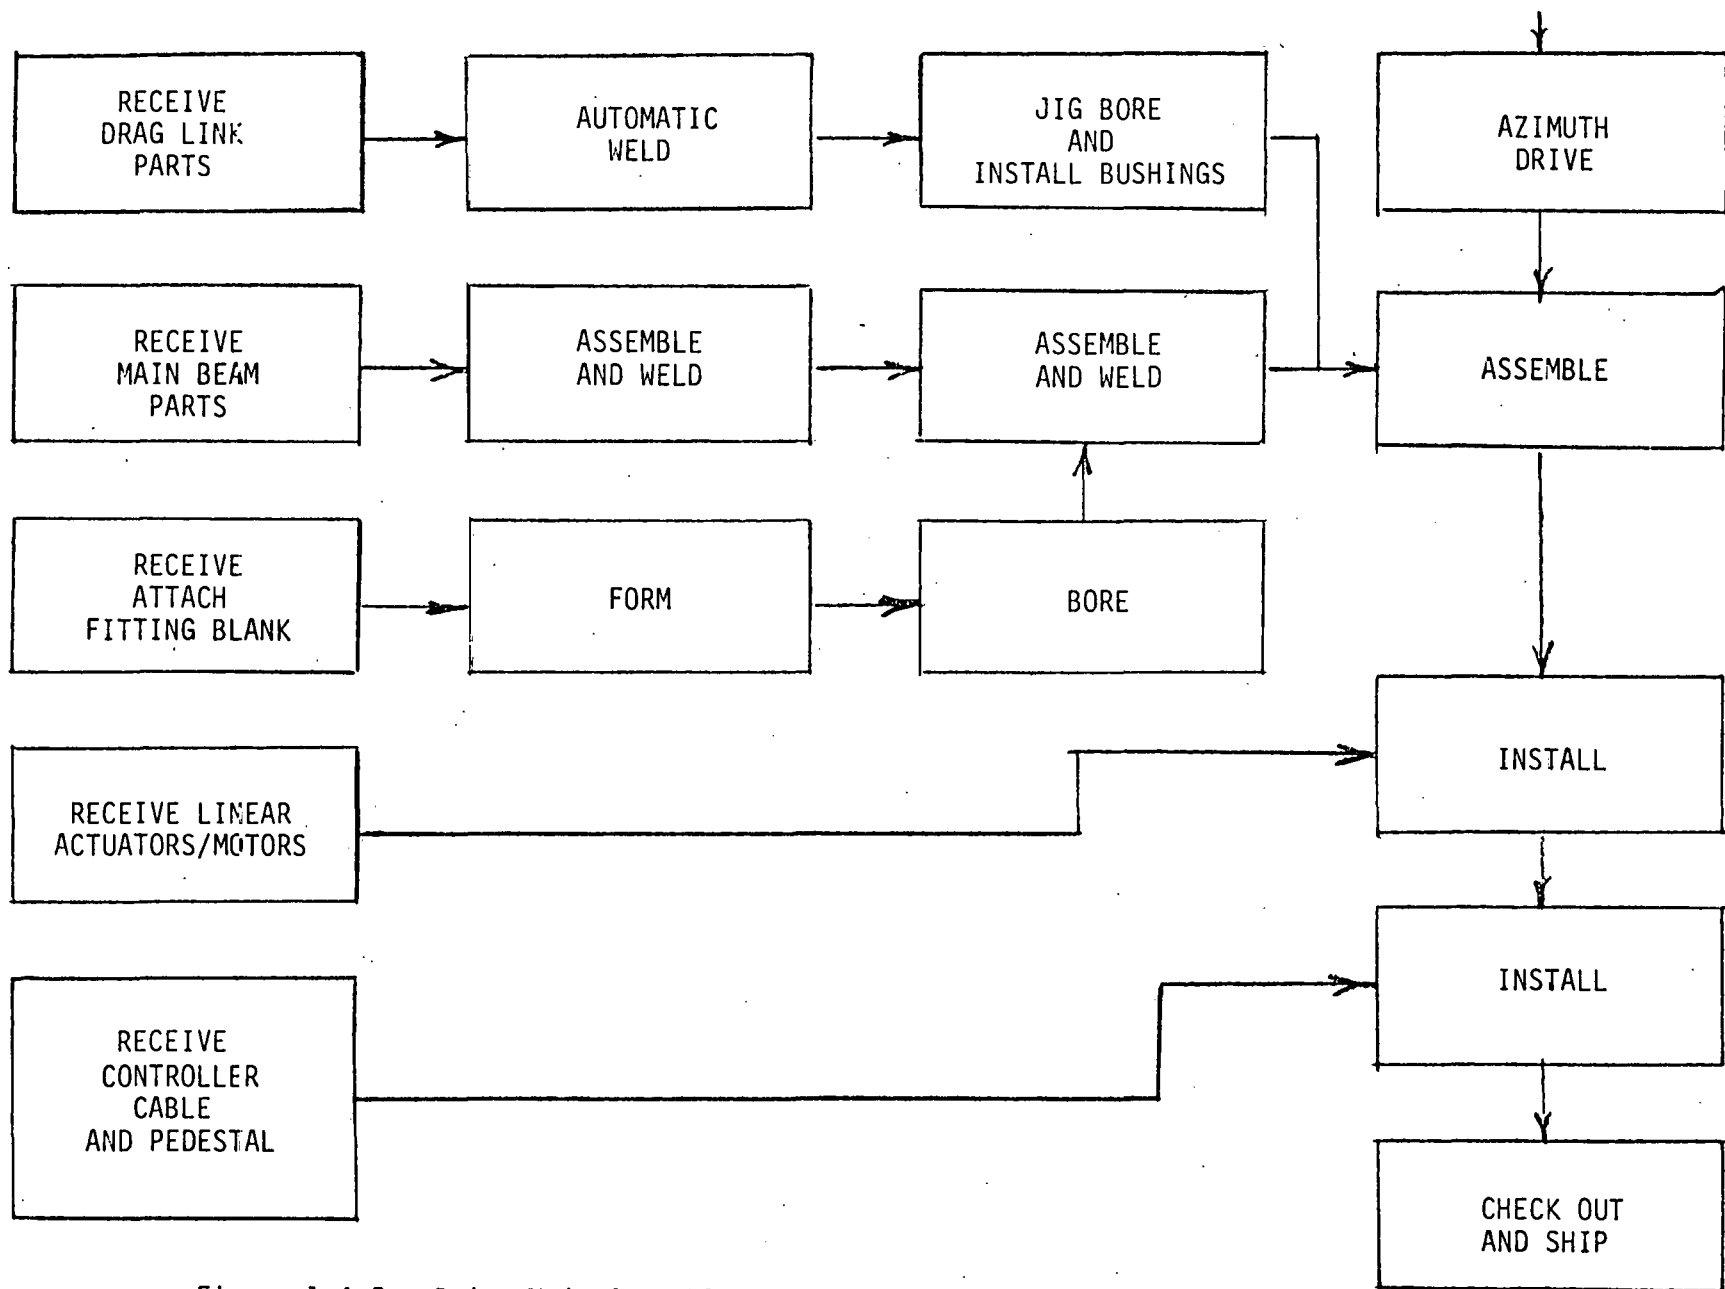 RECEIVE
DRAG LINK
PARTS
AUTOMATIC
WELD
JIG BORE
AND
INSTALL BUSHINGS
AZIMUTH
DRIVE
RECEIVE
MAIN BEAM
PARTS
ASSEMBLE
AND WELD
ASSEMBLE
AND WELD
ASSEMBLE
RECEIVE
ATTACH
FITTING BLANK
FORM
BORE
RECEIVE LINEAR
ACTUATORS/MOTORS
INSTALL
RECEIVE
CONTROLLER
CABLE
AND PEDESTAL
INSTALL
CHECK OUT
AND SHIP